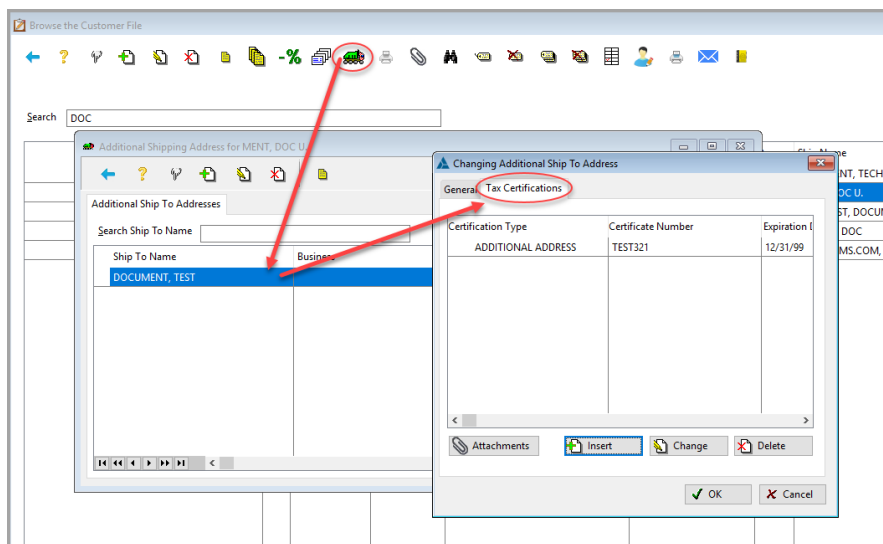 Browse the Customer File
Search DOC
Additional Shipping Address for MENT, DOC U.
Additional Ship To Addresses
Search Ship To Name
Ship To Name
DOCUMENT, TEST
Changing Additional Ship To Address
General Tax Certifications
Certification Type Certificate Number Expiration
ADDITIONAL ADDRESS TEST321 12/31/99
Attachments Insert Change Delete
OK Cancel
DOC